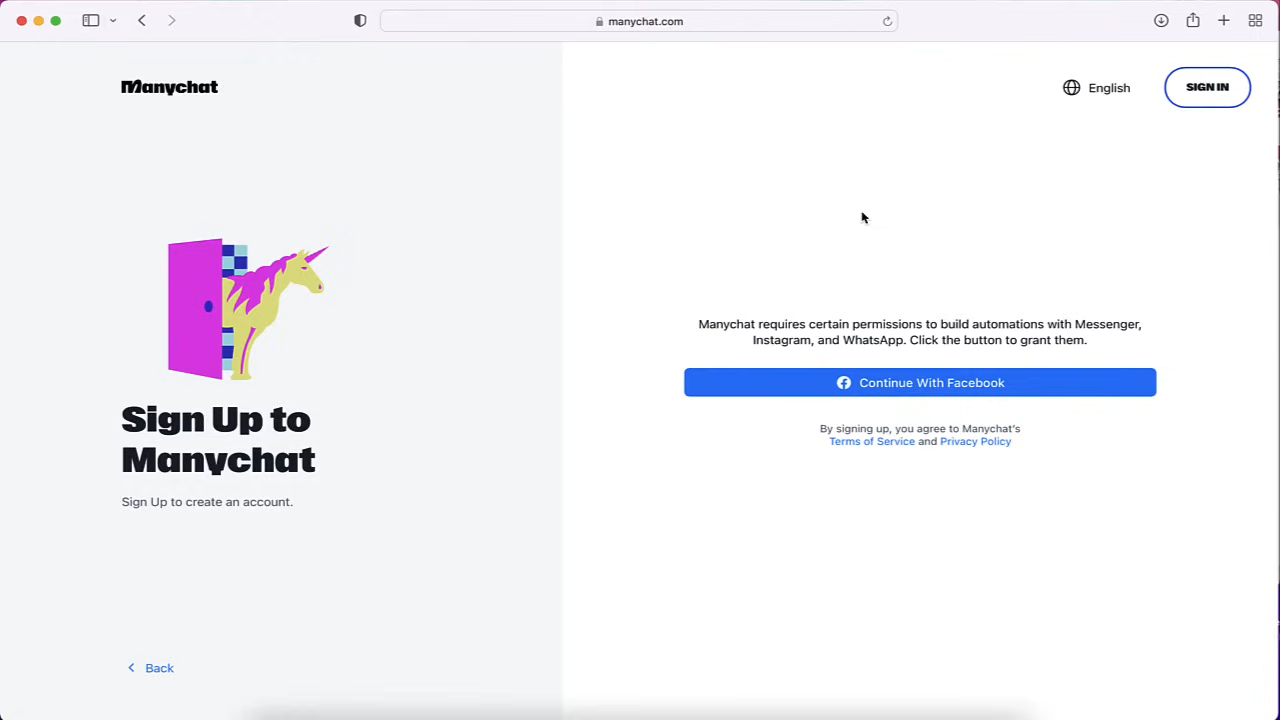 manychat.com
Manychat
English
SIGN IN
Sign Up to
Manychat
Sign Up to create an account.
Back
Manychat requires certain permissions to build automations with Messenger,
Instagram, and WhatsApp. Click the button to grant them.
Continue With Facebook
By signing up, you agree to Manychat's
Terms of Service and Privacy Policy